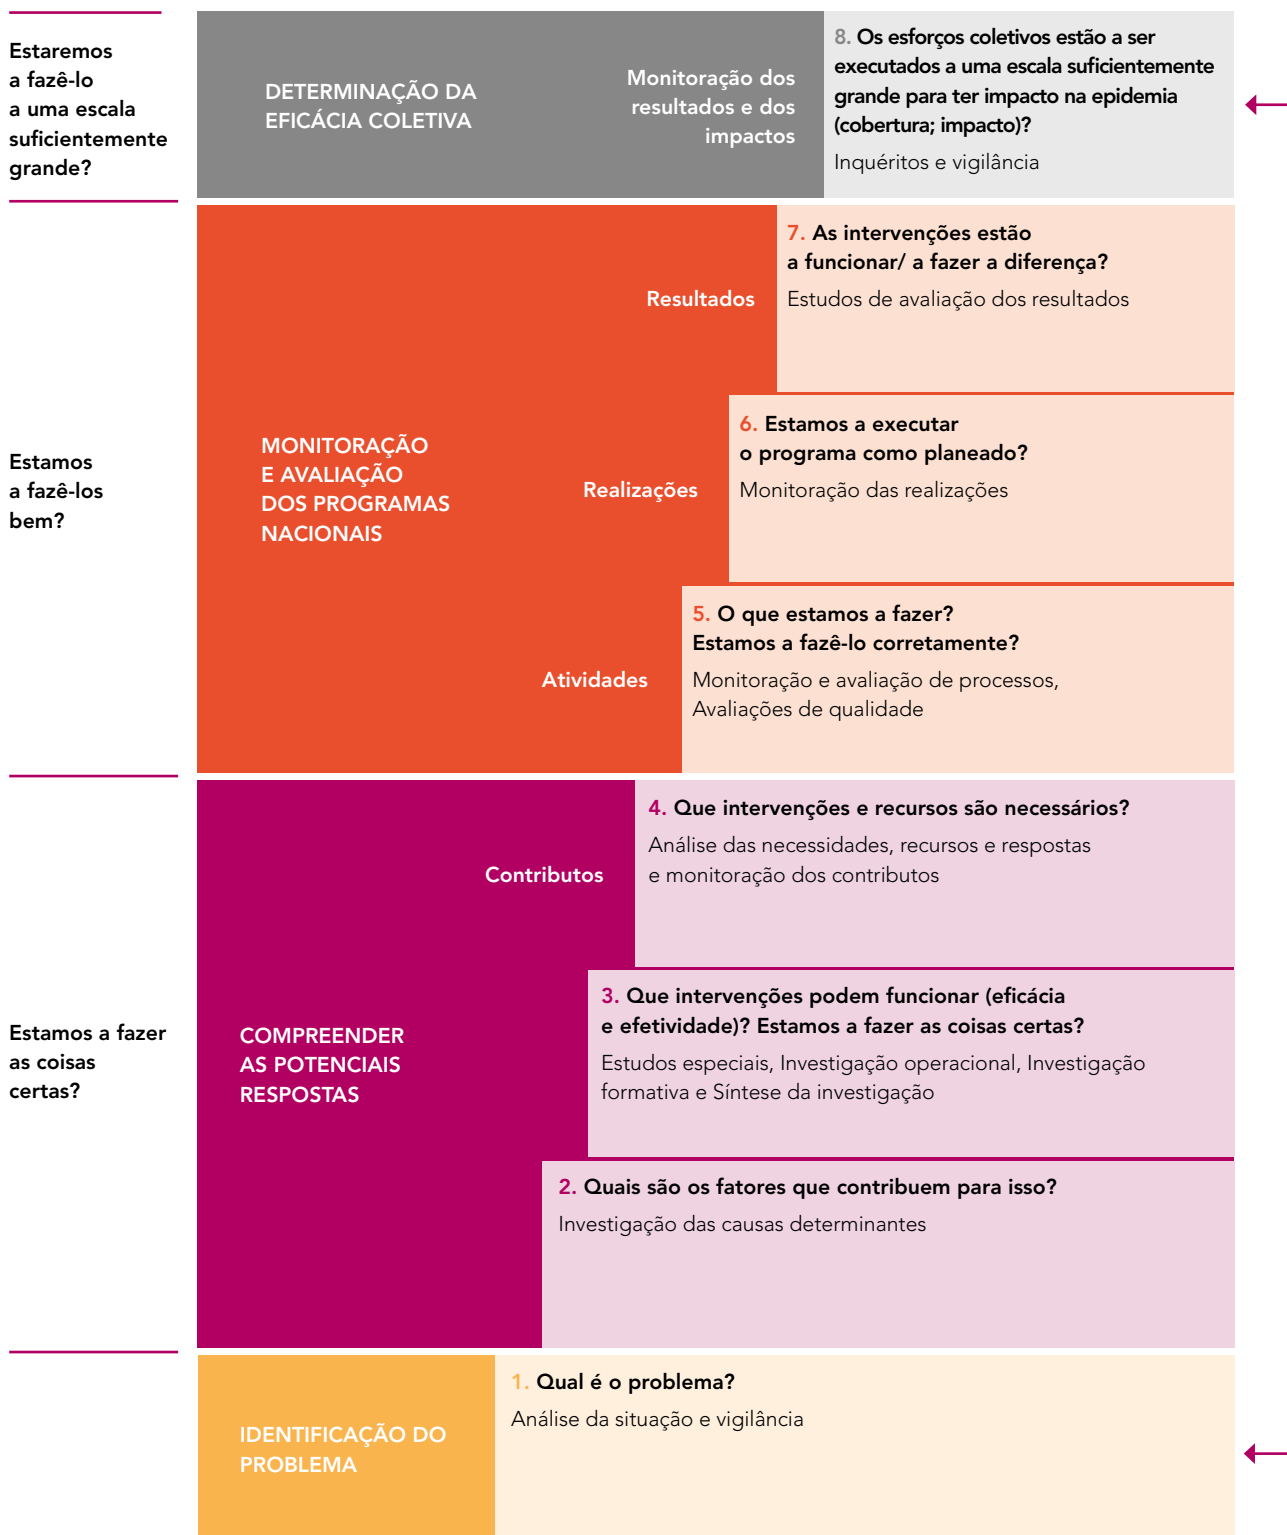 Estaremos
a fazê-lo
a uma escala
suficientemente
grande?
DETERMINAÇÃO DA
EFICÁCIA COLETIVA
Monitoração dos
resultados e dos
impactos
8. Os esforços coletivos estão a ser
executados a uma escala suficientemente
grande para ter impacto na epidemia
(cobertura; impacto)?
Inquéritos e vigilância
Estamos
a fazê-los
bem?
MONITORAÇÃO
E AVALIAÇÃO
DOS PROGRAMAS
NACIONAIS
Resultados
7. As intervenções estão
a funcionar/ a fazer a diferença?
Estudos de avaliação dos resultados
Realizações
6. Estamos a executar
o programa como planeado?
Monitoração das realizações
Atividades
5. O que estamos a fazer?
Estamos a fazê-lo corretamente?
Monitoração e avaliação de processos,
Avaliações de qualidade
Estamos a fazer
as coisas
certas?
COMPREENDER
AS POTENCIAIS
RESPOSTAS
Contributos
4. Que intervenções e recursos são necessários?
Análise das necessidades, recursos e respostas
e monitoração dos contributos
3. Que intervenções podem funcionar (eficácia
e efetividade)? Estamos a fazer as coisas certas?
Estudos especiais, Investigação operacional, Investigação
formativa e Síntese da investigação
2. Quais são os fatores que contribuem para isso?
Investigação das causas determinantes
IDENTIFICAÇÃO DO
PROBLEMA
1. Qual é o problema?
Análise da situação e vigilância